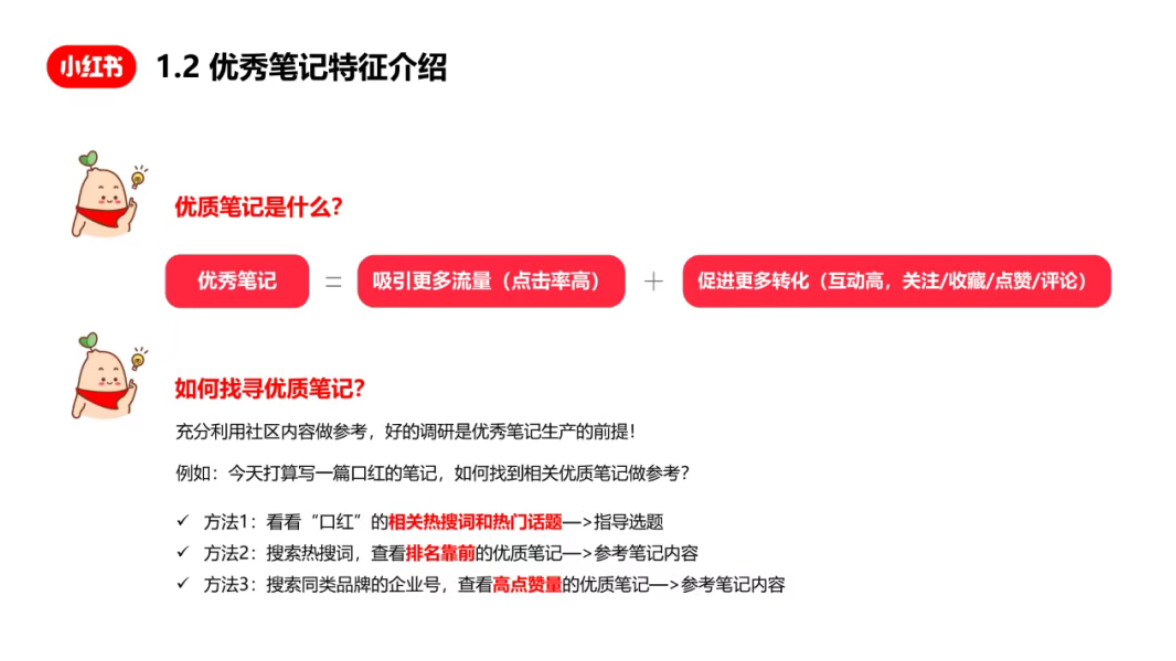 小红书
1.2 优秀笔记特征介绍
优质笔记是什么？
优秀笔记 = 吸引更多流量（点击率高） + 促进更多转化（互动高，关注/收藏/点赞/评论）
如何找寻优质笔记？
充分利用社区内容做参考，好的调研是优秀笔记生产的前提！
例如：今天打算写一篇口红的笔记，如何找到相关优质笔记做参考？
✓ 方法1：看看“口红”的相关热搜词和热门话题—>指导选题
✓ 方法2：搜索热搜词，查看排名靠前的优质笔记—>参考笔记内容
✓ 方法3：搜索同类品牌的企业号，查看高点赞量的优质笔记—>参考笔记内容